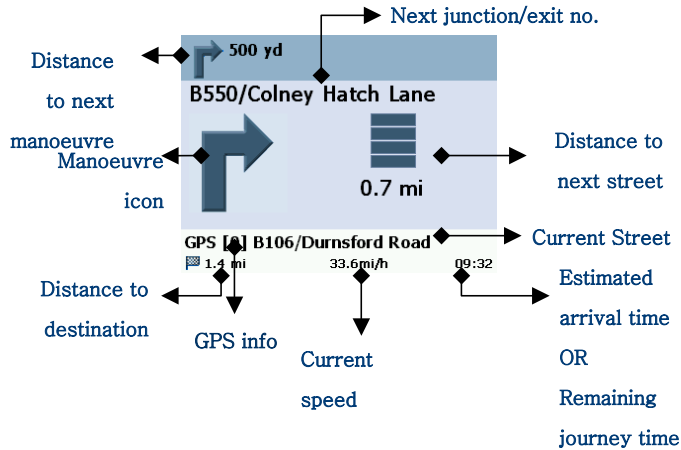 Next junction/exit no.
500 yd
Distance
to next
manoeuvre
B550/Colney Hatch Lane
Manoeuvre
icon
Distance to
next street
0.7 mi
GPS [8] B106/Durnsford Road
Current Street
1.4 mi
33.6mi/h
09:32
Distance to
destination
GPS info
Current
speed
Estimated
arrival time
OR
Remaining
journey time